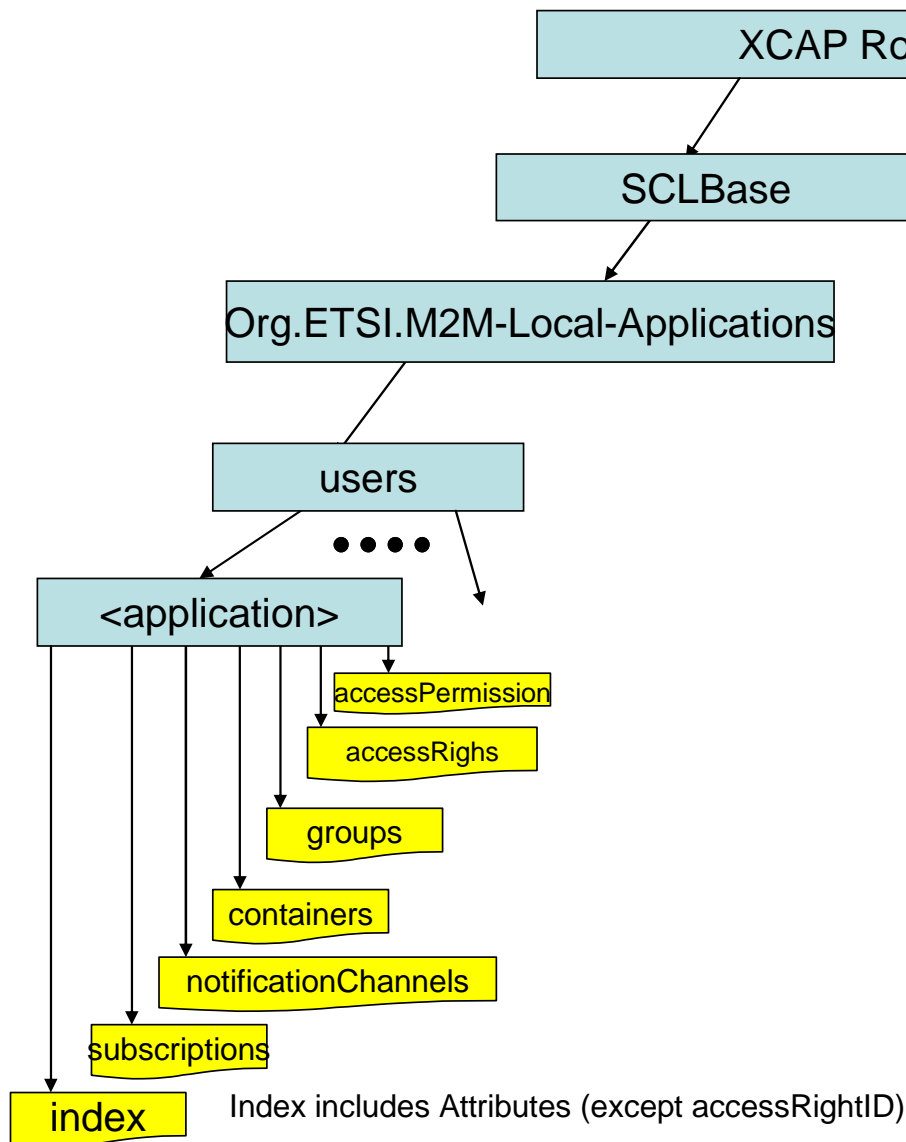 XCAP Ro
SCLBase
Org.ETSI.M2M-Local-Applications
users
<application>
accessPermission
accessRighs
groups
containers
notificationChannels
subscriptions
index
Index includes Attributes (except accessRightID)